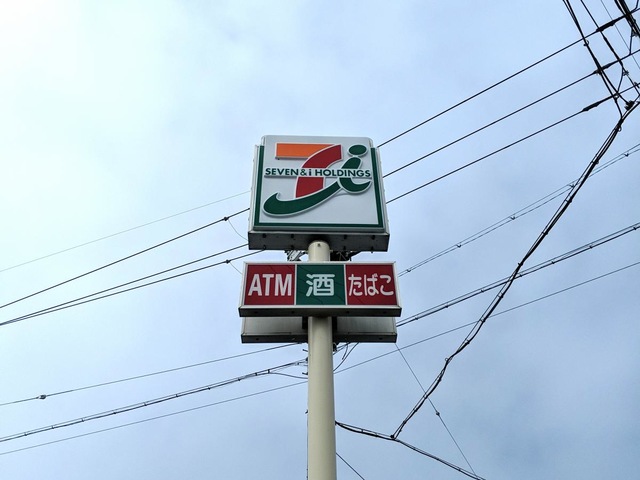 SEVEN & i HOLDINGS
ATM 酒 たばこ